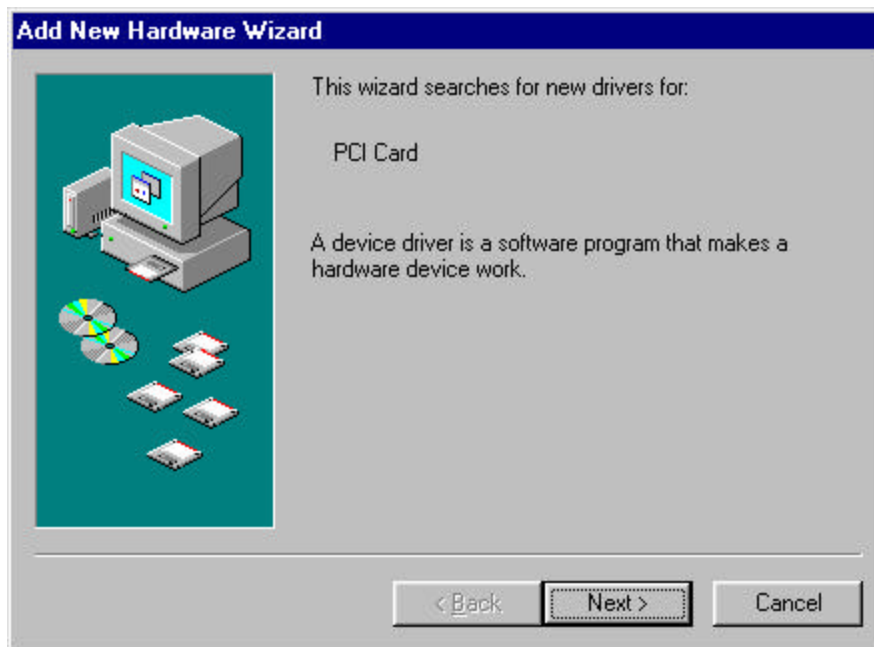 Add New Hardware Wizard
This wizard searches for new drivers for:
PCI Card
A device driver is a software program that makes a
hardware device work.
< Back
Next >
Cancel